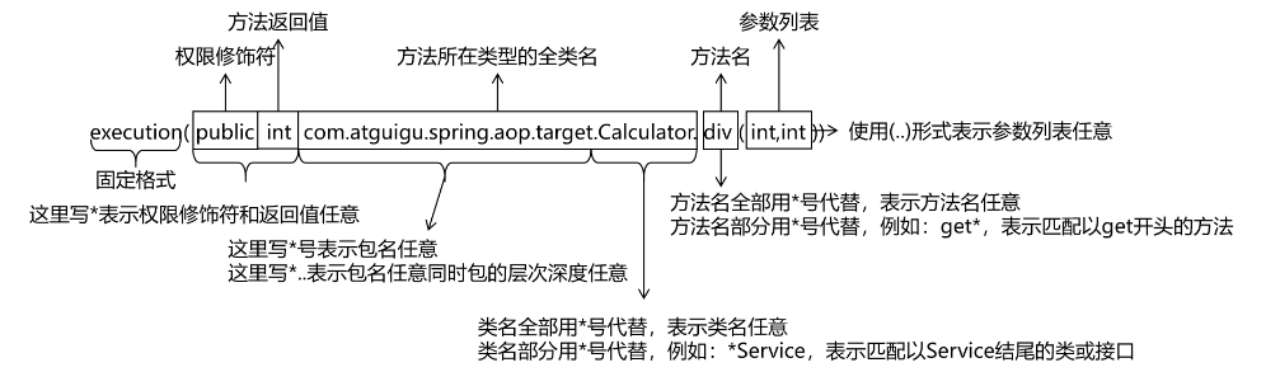 方法返回值
参数列表
权限修饰符
方法所在类型的全类名
方法名
execution(public int com.atguigu.spring.aop.target.Calculator.div(int,int))
使用(..)形式表示参数列表任意
固定格式
这里写*表示权限修饰符和返回值任意
方法名全部用*号代替，表示方法名任意
方法名部分用*号代替，例如：get*，表示匹配以get开头的方法
这里写*号表示包名任意
这里写*..表示包名任意同时包的层次深度任意
类名全部用*号代替，表示类名任意
类名部分用*号代替，例如：*Service，表示匹配以Service结尾的类或接口